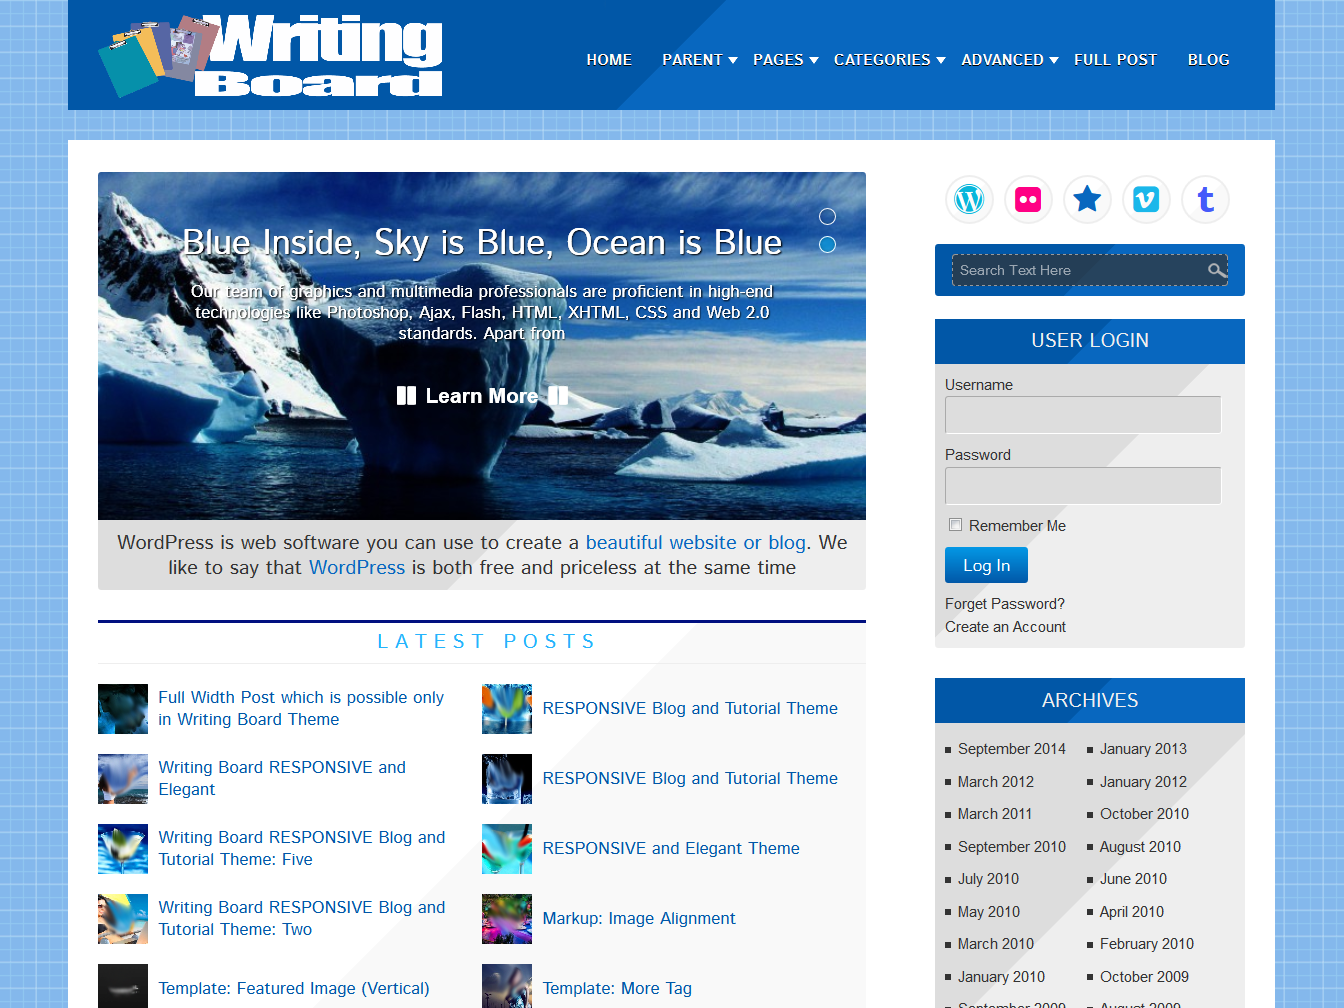 Writing
Board
HOME PARENT PAGES CATEGORIES ADVANCED FULL POST BLOG
Blue Inside, Sky is Blue, Ocean is Blue
Our team of graphics and multimedia professionals are proficient in high-end
technologies like Photoshop, Ajax, Flash, HTML, XHTML, CSS and Web 2.0
standards. Apart from
Learn More
WordPress is web software you can use to create a beautiful website or blog. We
like to say that WordPress is both free and priceless at the same time
LATEST POSTS
Full Width Post which is possible only
in Writing Board Theme
RESPONSIVE Blog and Tutorial Theme
Writing Board RESPONSIVE and
Elegant
RESPONSIVE Blog and Tutorial Theme
Writing Board RESPONSIVE Blog and
Tutorial Theme: Five
RESPONSIVE and Elegant Theme
Writing Board RESPONSIVE Blog and
Tutorial Theme: Two
Markup: Image Alignment
Template: Featured Image (Vertical)
Template: More Tag
Search Text Here
USER LOGIN
Username
Password
Remember Me
Log In
Forget Password?
Create an Account
ARCHIVES
September 2014
January 2013
March 2012
January 2012
March 2011
October 2010
September 2010
August 2010
July 2010
June 2010
May 2010
April 2010
March 2010
February 2010
January 2010
October 2009
September 2009
August 2009